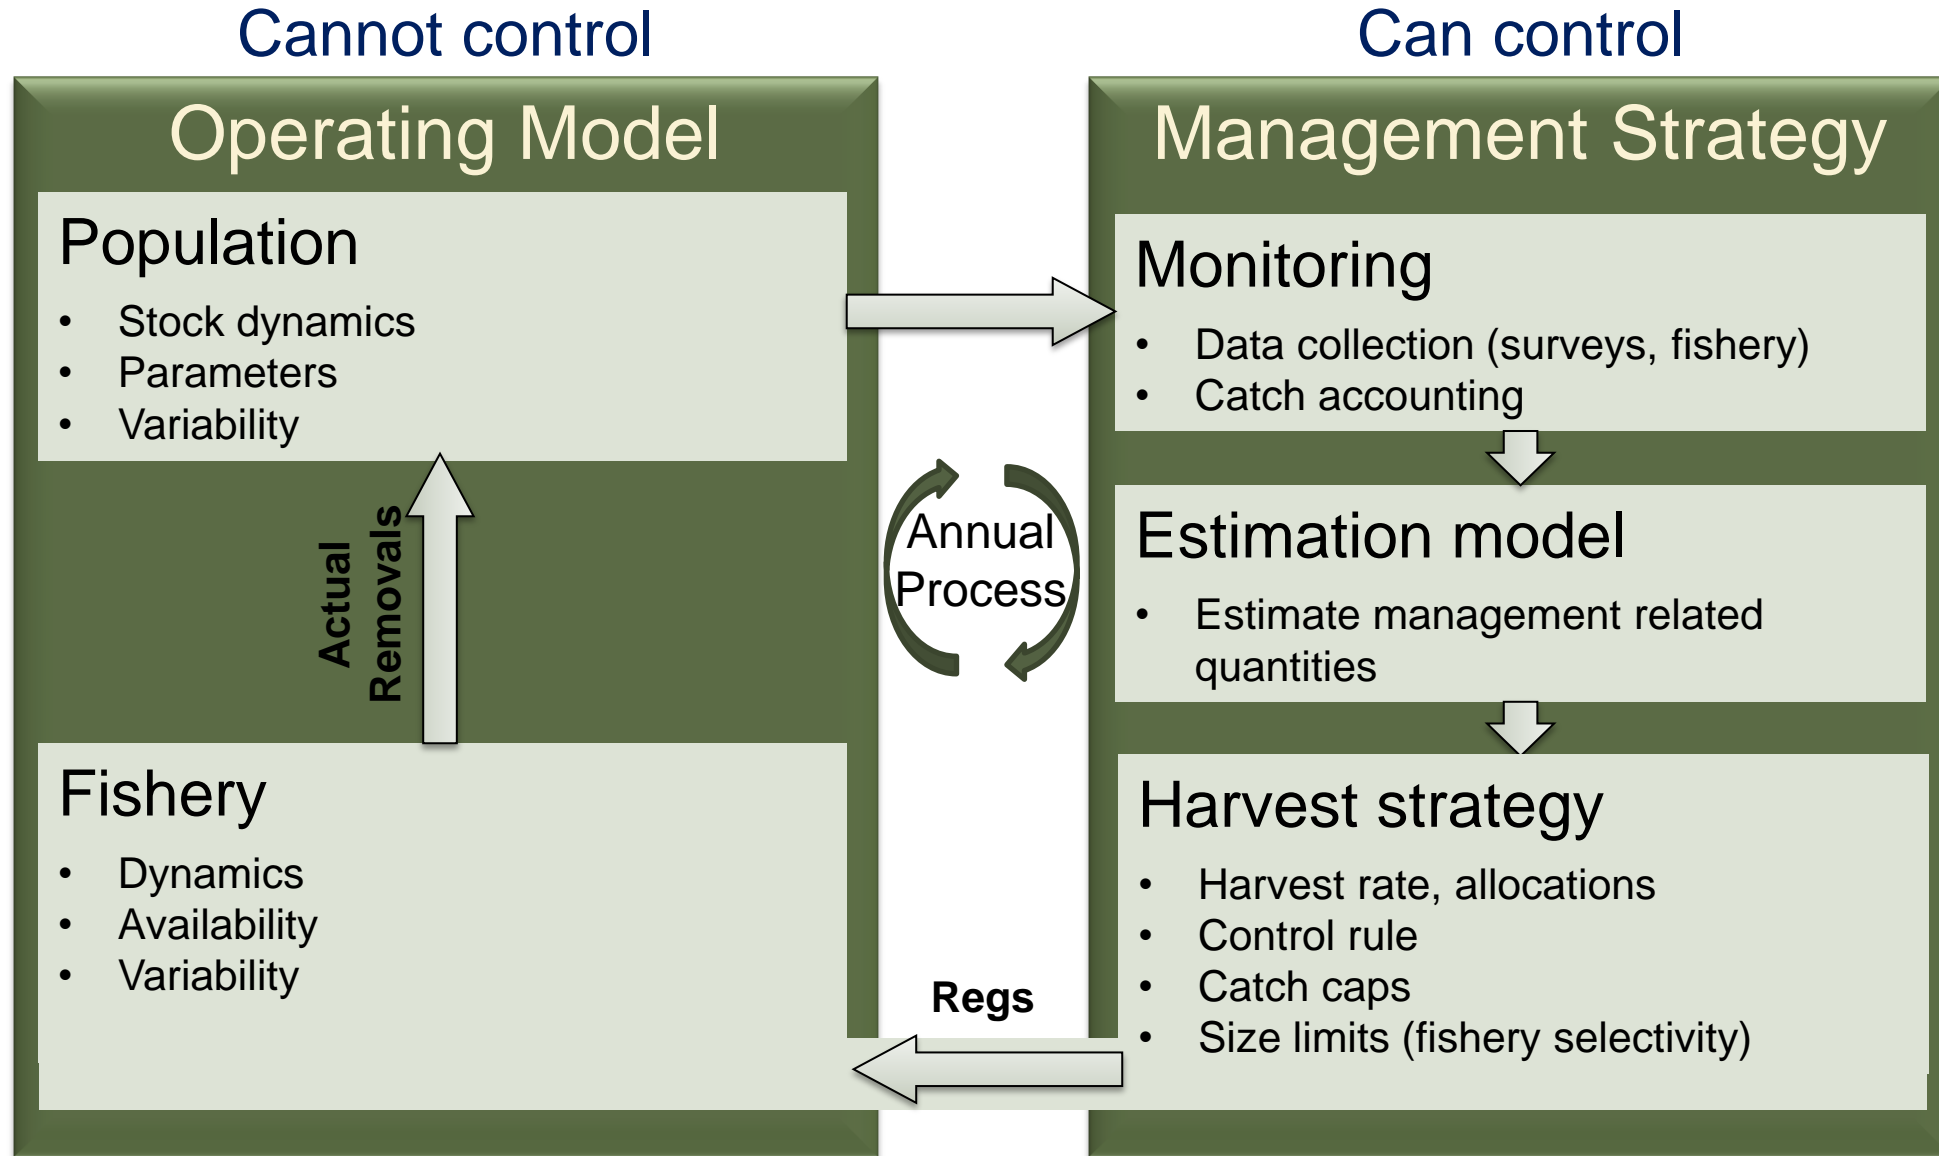 Cannot control
Can control
Operating Model
Management Strategy
Population
• Stock dynamics
• Parameters
• Variability
Monitoring
• Data collection (surveys, fishery)
• Catch accounting
Actual
Removals
Annual
Process
Estimation model
• Estimate management related
quantities
Fishery
• Dynamics
• Availability
• Variability
Harvest strategy
• Harvest rate, allocations
• Control rule
• Catch caps
• Size limits (fishery selectivity)
Regs